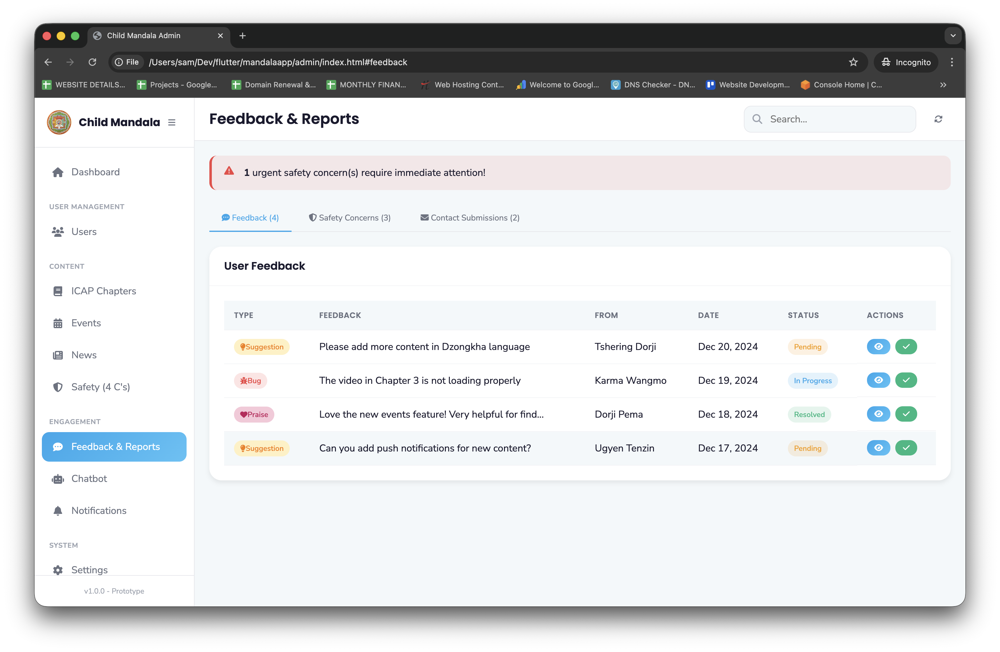 Child Mandala Admin
File
/Users/sam/Dev/flutter/mandalaapp/admin/index.html#feedback
Incognito
WEBSITE DETAILS...
Projects - Google...
Domain Renewal &...
MONTHLY FINAN...
Web Hosting Cont...
Welcome to Googl...
DNS Checker - DN...
Website Developm...
Console Home | C...
Child Mandala
Dashboard
USER MANAGEMENT
Users
CONTENT
ICAP Chapters
Events
News
Safety (4 C's)
ENGAGEMENT
Feedback & Reports
Chatbot
Notifications
SYSTEM
Settings
v1.0.0 - Prototype
Feedback & Reports
Search...
1 urgent safety concern(s) require immediate attention!
Feedback (4)
Safety Concerns (3)
Contact Submissions (2)
User Feedback
TYPE FEEDBACK FROM DATE STATUS ACTIONS
Suggestion Please add more content in Dzongkha language Tshering Dorji Dec 20, 2024 Pending
Bug The video in Chapter 3 is not loading properly Karma Wangmo Dec 19, 2024 In Progress
Praise Love the new events feature! Very helpful for find... Dorji Pema Dec 18, 2024 Resolved
Suggestion Can you add push notifications for new content? Ugyen Tenzin Dec 17, 2024 Pending